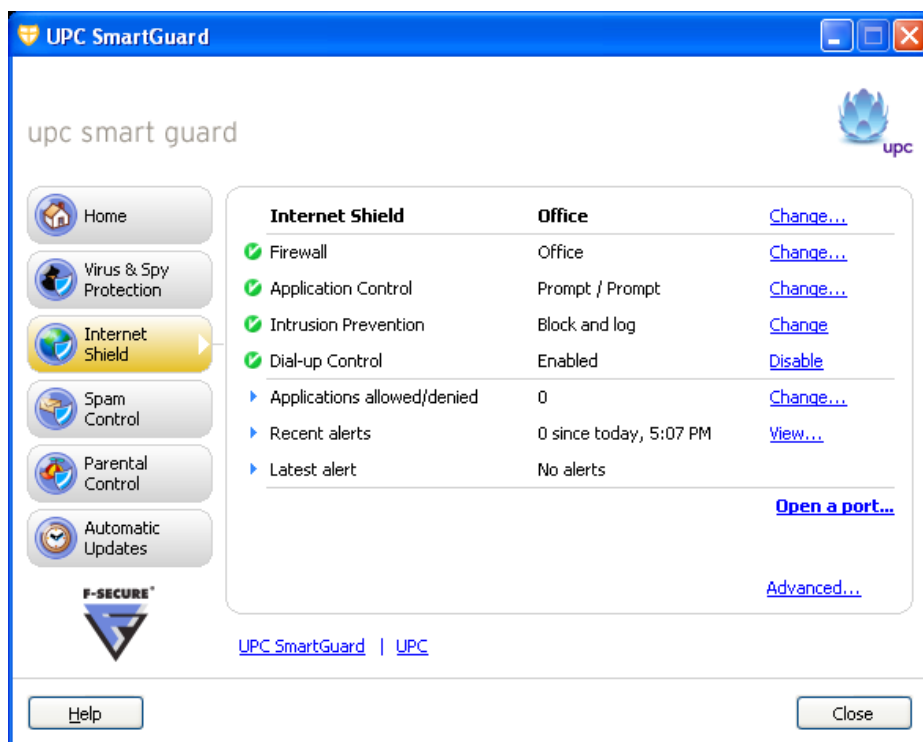 UPC SmartGuard
upc smart guard
upc
Home
Virus & Spy
Protection
Internet
Shield
Spam
Control
Parental
Control
Automatic
Updates
F-SECURE®
Internet Shield Office Change...
Firewall Office Change...
Application Control Prompt / Prompt Change...
Intrusion Prevention Block and log Change
Dial-up Control Enabled Disable
Applications allowed/denied 0 Change...
Recent alerts 0 since today, 5:07 PM View...
Latest alert No alerts
Open a port...
Advanced...
UPC SmartGuard | UPC
Help Close